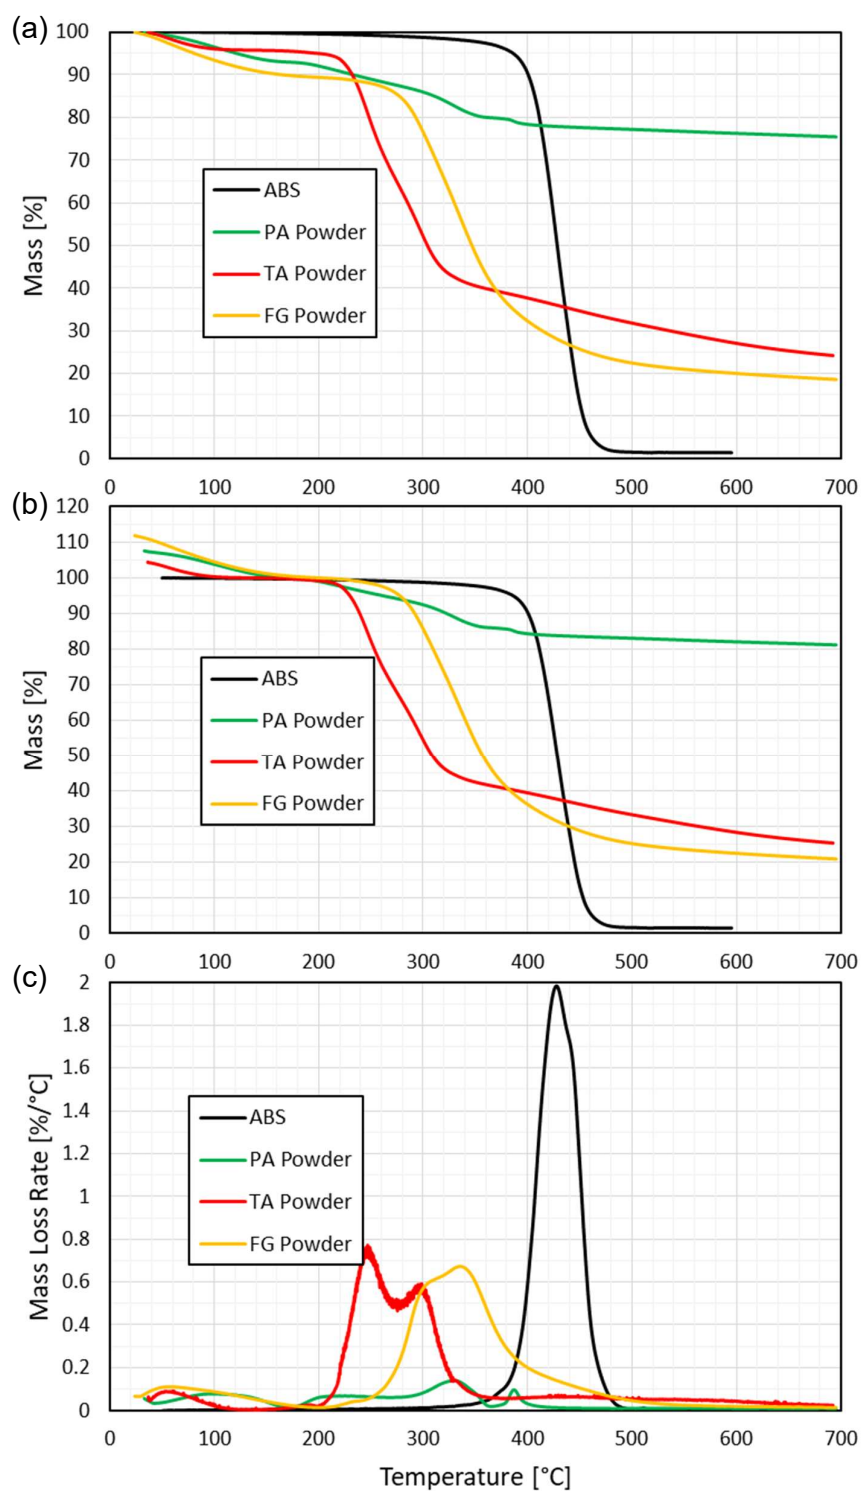 (a)
100
90
80
70
60
50
40
30
20
10
0
Mass [%]
ABS
PA Powder
TA Powder
FG Powder
0 100 200 300 400 500 600 700
(b)
120
110
100
90
80
70
60
50
40
30
20
10
0
Mass [%]
ABS
PA Powder
TA Powder
FG Powder
0 100 200 300 400 500 600 700
(c)
2
1.8
1.6
1.4
1.2
1
0.8
0.6
0.4
0.2
0
Mass Loss Rate [%/°C]
ABS
PA Powder
TA Powder
FG Powder
0 100 200 300 400 500 600 700
Temperature [°C]